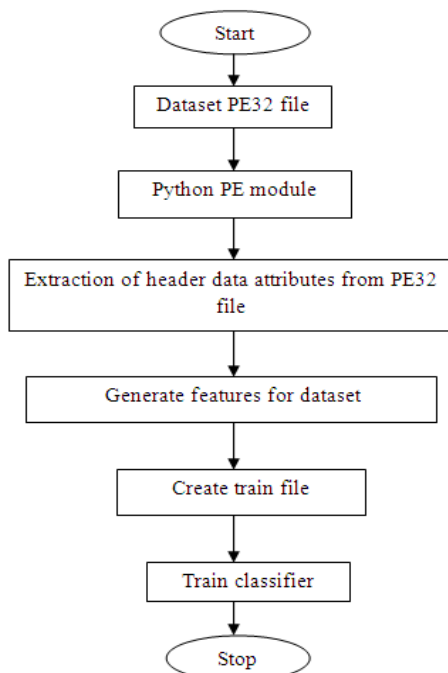 Start
Dataset PE32 file
Python PE module
Extraction of header data attributes from PE32
file
Generate features for dataset
Create train file
Train classifier
Stop